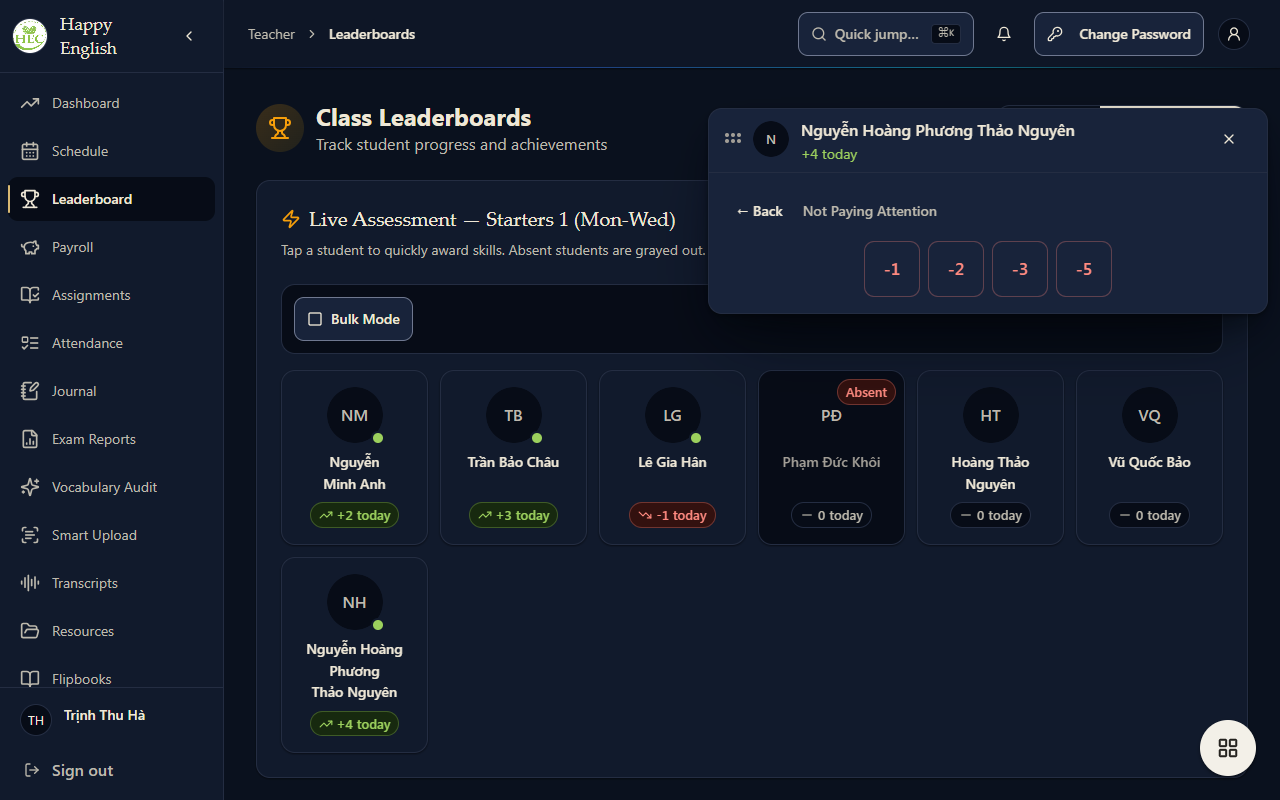 HEC
Happy
English
Dashboard
Schedule
Leaderboard
Payroll
Assignments
Attendance
Journal
Exam Reports
Vocabulary Audit
Smart Upload
Transcripts
Resources
Flipbooks
TH
Trịnh Thu Hà
Sign out
Teacher
Leaderboards
Quick jump...
⌘K
Change Password
Class Leaderboards
Track student progress and achievements
N
Nguyễn Hoàng Phương Thảo Nguyên
+4 today
← Back
Not Paying Attention
-1
-2
-3
-5
Live Assessment — Starters 1 (Mon-Wed)
Tap a student to quickly award skills. Absent students are grayed out.
Bulk Mode
NM
Nguyễn
Minh Anh
+2 today
TB
Trần Bảo Châu
+3 today
LG
Lê Gia Hân
-1 today
Absent
PĐ
Phạm Đức Khôi
0 today
HT
Hoàng Thảo
Nguyên
0 today
VQ
Vũ Quốc Bảo
0 today
NH
Nguyễn Hoàng
Phương
Thảo Nguyên
+4 today